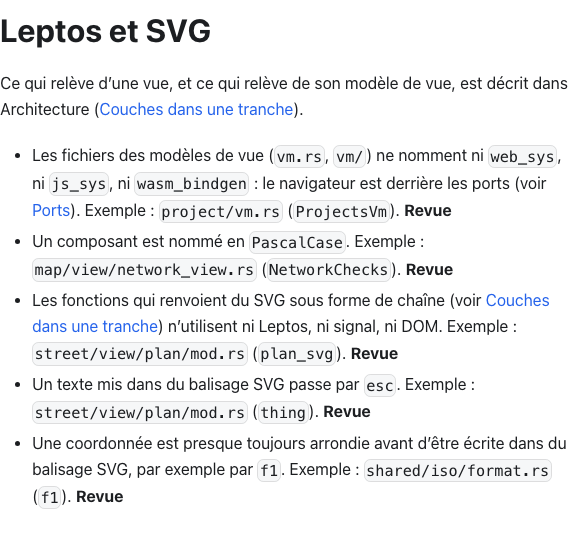 Leptos et SVG
Ce qui relève d’une vue, et ce qui relève de son modèle de vue, est décrit dans
Architecture (Couches dans une tranche).
• Les fichiers des modèles de vue (vm.rs, vm/) ne nomment ni web_sys,
ni js_sys, ni wasm_bindgen : le navigateur est derrière les ports (voir
Ports). Exemple : project/vm.rs (ProjectsVm). Revue
• Un composant est nommé en PascalCase. Exemple :
map/view/network_view.rs (NetworkChecks). Revue
• Les fonctions qui renvoient du SVG sous forme de chaîne (voir Couches
dans une tranche) n’utilisent ni Leptos, ni signal, ni DOM. Exemple :
street/view/plan/mod.rs (plan_svg). Revue
• Un texte mis dans du balisage SVG passe par esc. Exemple :
street/view/plan/mod.rs (thing). Revue
• Une coordonnée est presque toujours arrondie avant d’être écrite dans du
balisage SVG, par exemple par f1. Exemple : shared/iso/format.rs
(f1). Revue